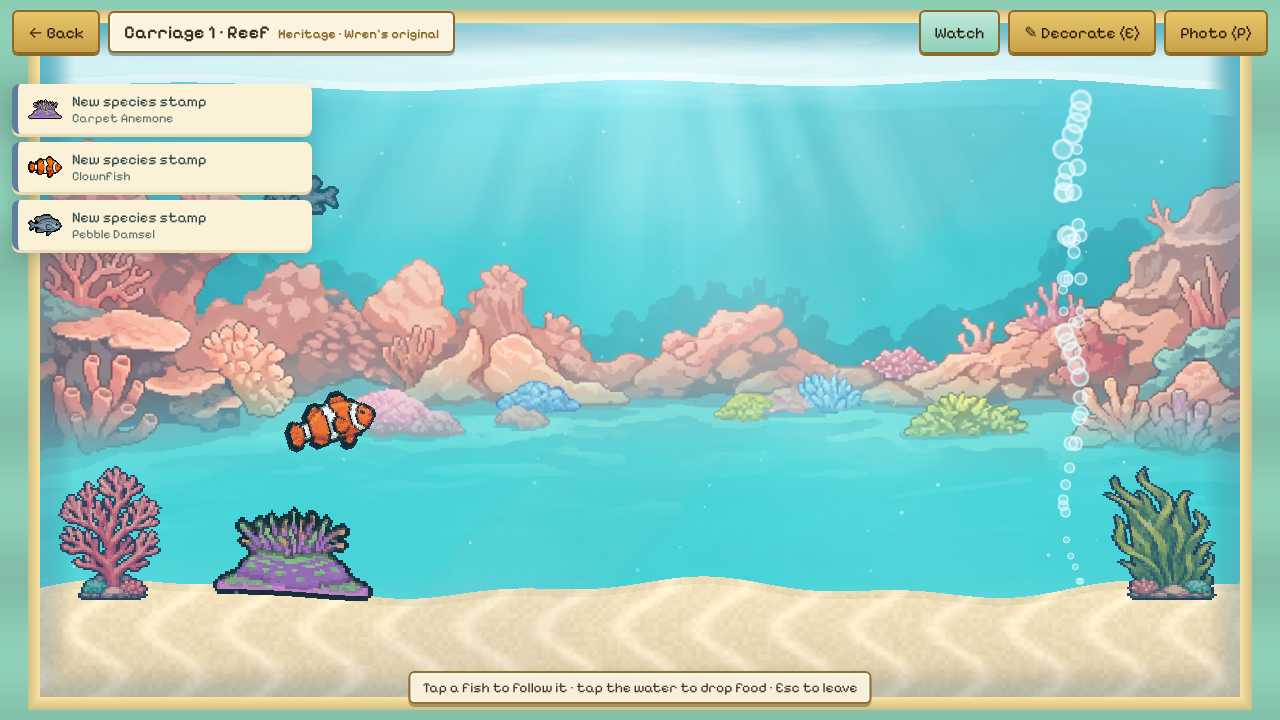 ← Back
Carriage 1 · Reef Heritage · Wren's original
Watch
✎ Decorate (E)
Photo (P)
New species stamp
Carpet Anemone
New species stamp
Clownfish
New species stamp
Pebble Damsel
Tap a fish to follow it · tap the water to drop food · Esc to leave